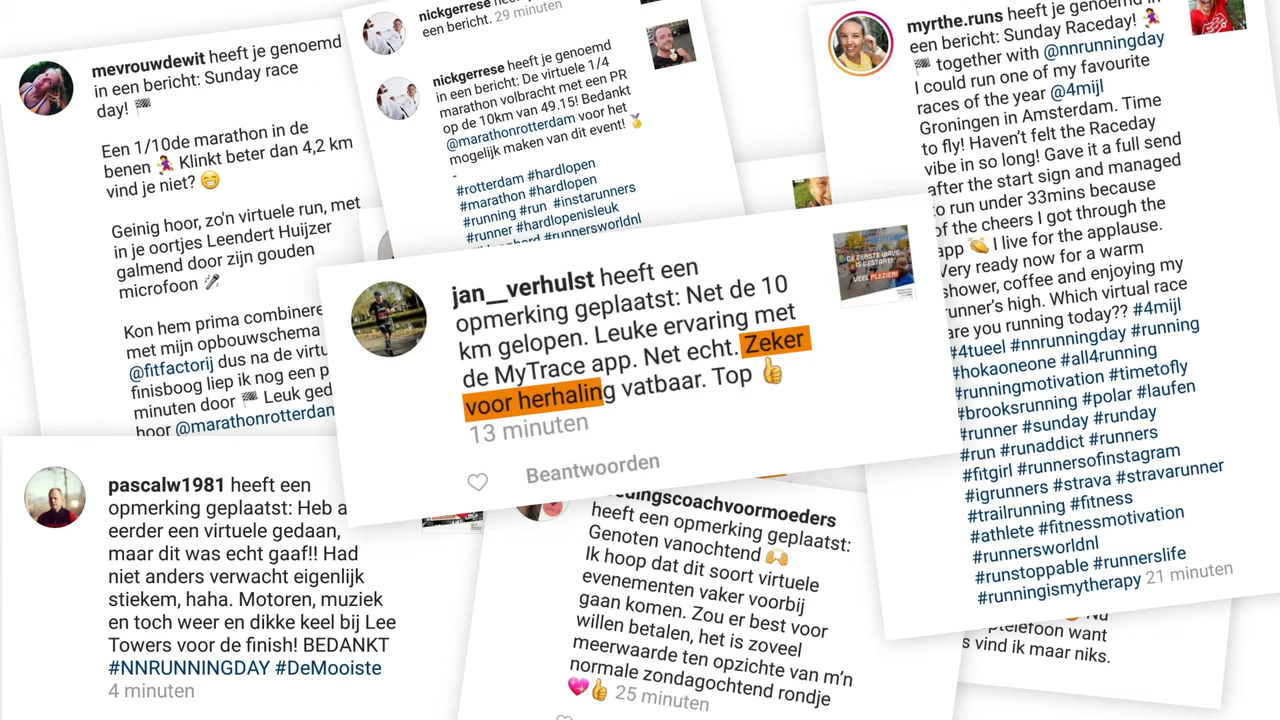 mevrouwdewit heeft je genoemd
in een bericht: Sunday race
day! 🏁
Een 1/10de marathon in de
benen 🏃‍♀️ Klinkt beter dan 4,2 km
vind je niet? 😁
Geinig hoor, zo'n virtuele run, met
in je oortjes Leendert Huijzer
galmend door zijn gouden
microfoon 🎤
Kon hem prima combinere
met mijn opbouwschema
@fitfactorij dus na de virtu
finisboog liep ik nog een p
minuten door 🏁 Leuk ged
hoor @marathonrotterdam
nickgerrese
een bericht. 29 minuten
nickgerrese heeft je genoemd
in een bericht: De virtuele 1/4
marathon volbracht met een PR
op de 10km van 49.15! Bedankt
@marathonrotterdam voor het
mogelijk maken van dit event! 🏅
-
#rotterdam #hardlopen
#marathon #hardlopen
#running #run #instarunners
#runner #hardlopenisleuk
#runnersworldnl
myrthe.runs heeft je genoemd in
een bericht: Sunday Raceday! 🏃‍♀️
🏁 together with @nnrunningday
I could run one of my favourite
races of the year @4mijl
Groningen in Amsterdam. Time
to fly! Haven't felt the Raceday
vibe in so long! Gave it a full send
after the start sign and managed
to run under 33mins because
of the cheers I got through the
app 👏 I live for the applause.
Very ready now for a warm
shower, coffee and enjoying my
runner's high. Which virtual race
are you running today?? #4mijl
#4tueel #nnrunningday #running
#hokaoneone #all4running
#runningmotivation #timetofly
#brooksrunning #polar #laufen
#runner #sunday #runday
#run #runaddict #runners
#fitgirl #runnersofinstagram
#igrunners #strava #stravarunner
#trailrunning #fitness
#athlete #fitnessmotivation
#runnersworldnl
#runstoppable #runnerslife
#runningismytherapy 21 minuten
jan__verhulst heeft een
opmerking geplaatst: Net de 10
km gelopen. Leuke ervaring met
de MyTrace app. Net echt. Zeker
voor herhaling vatbaar. Top 👍
13 minuten
Beantwoorden
DE EERSTE WAVE
IS GESTART!
VEEL PLEZIER!
pascalw1981 heeft een
opmerking geplaatst: Heb a
eerder een virtuele gedaan,
maar dit was echt gaaf!! Had
niet anders verwacht eigenlijk
stiekem, haha. Motoren, muziek
en toch weer en dikke keel bij Lee
Towers voor de finish! BEDANKT
#NNRUNNINGDAY #DeMooiste
4 minuten
edingscoachvoormoeders
heeft een opmerking geplaatst:
Genoten vanochtend 🙌
Ik hoop dat dit soort virtuele
evenementen vaker voorbij
gaan komen. Zou er best voor
willen betalen, het is zoveel
meerwaarde ten opzichte van m'n
normale zondagochtend rondje
💖👍 25 minuten
Nu
ptelefoon want
s vind ik maar niks.